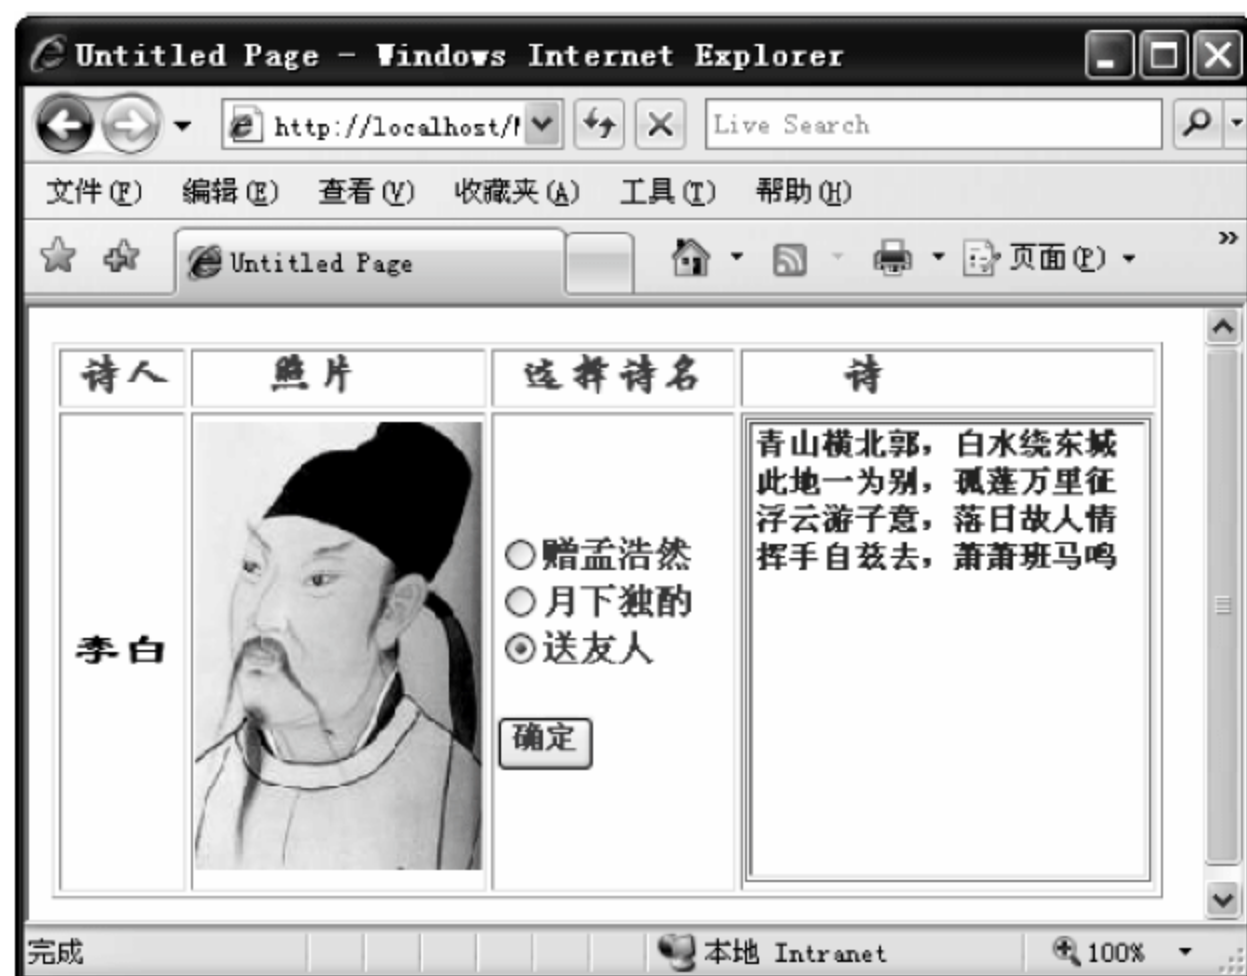 Untitled Page - Windows Internet Explorer
http://localhost/
Live Search
文件(F) 编辑(E) 查看(V) 收藏夹(A) 工具(T) 帮助(H)
Untitled Page 页面(P)
诗人 照片 选择诗名 诗
青山横北郭，白水绕东城
此地一为别，孤蓬万里征
浮云游子意，落日故人情
挥手自兹去，萧萧班马鸣
赠孟浩然
月下独酌
送友人
李白
确定
完成 本地 Intranet 100%